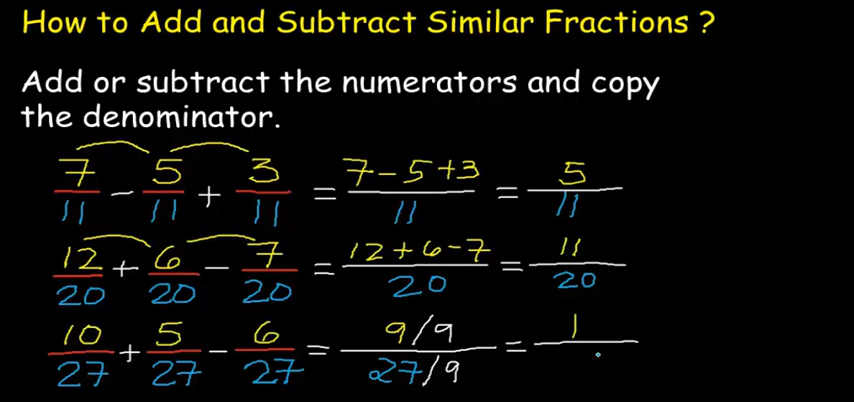 How to Add and Subtract Similar Fractions ?
Add or subtract the numerators and copy
the denominator.
7/11 − 5/11 + 3/11 = (7 − 5 + 3)/11 = 5/11
12/20 + 6/20 − 7/20 = (12 + 6 − 7)/20 = 11/20
10/27 + 5/27 − 6/27 = (9/9)/(27/9) = 1/